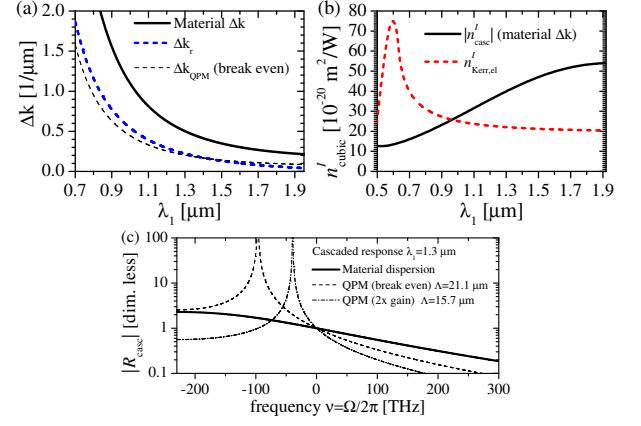 (a)
Δk [1/μm]
2.0
1.5
1.0
0.5
0.0
Material Δk
Δk_r
Δk_QPM (break even)
0.7 0.9 1.1 1.3 1.5 1.7 1.9
λ_1 [μm]
(b)
n^I_cubic [10^-20 m^2/W]
80
70
60
50
40
30
20
10
0
|n^I_casc| (material Δk)
n^I_Kerr,el
0.5 0.7 0.9 1.1 1.3 1.5 1.7 1.9
λ_1 [μm]
(c)
|R_casc| [dim. less]
100
10
1
0.1
Cascaded response λ_1=1.3 μm
Material dispersion
QPM (break even) Λ=21.1 μm
QPM (2x gain) Λ=15.7 μm
-200 -100 0 100 200 300
frequency ν=Ω/2π [THz]